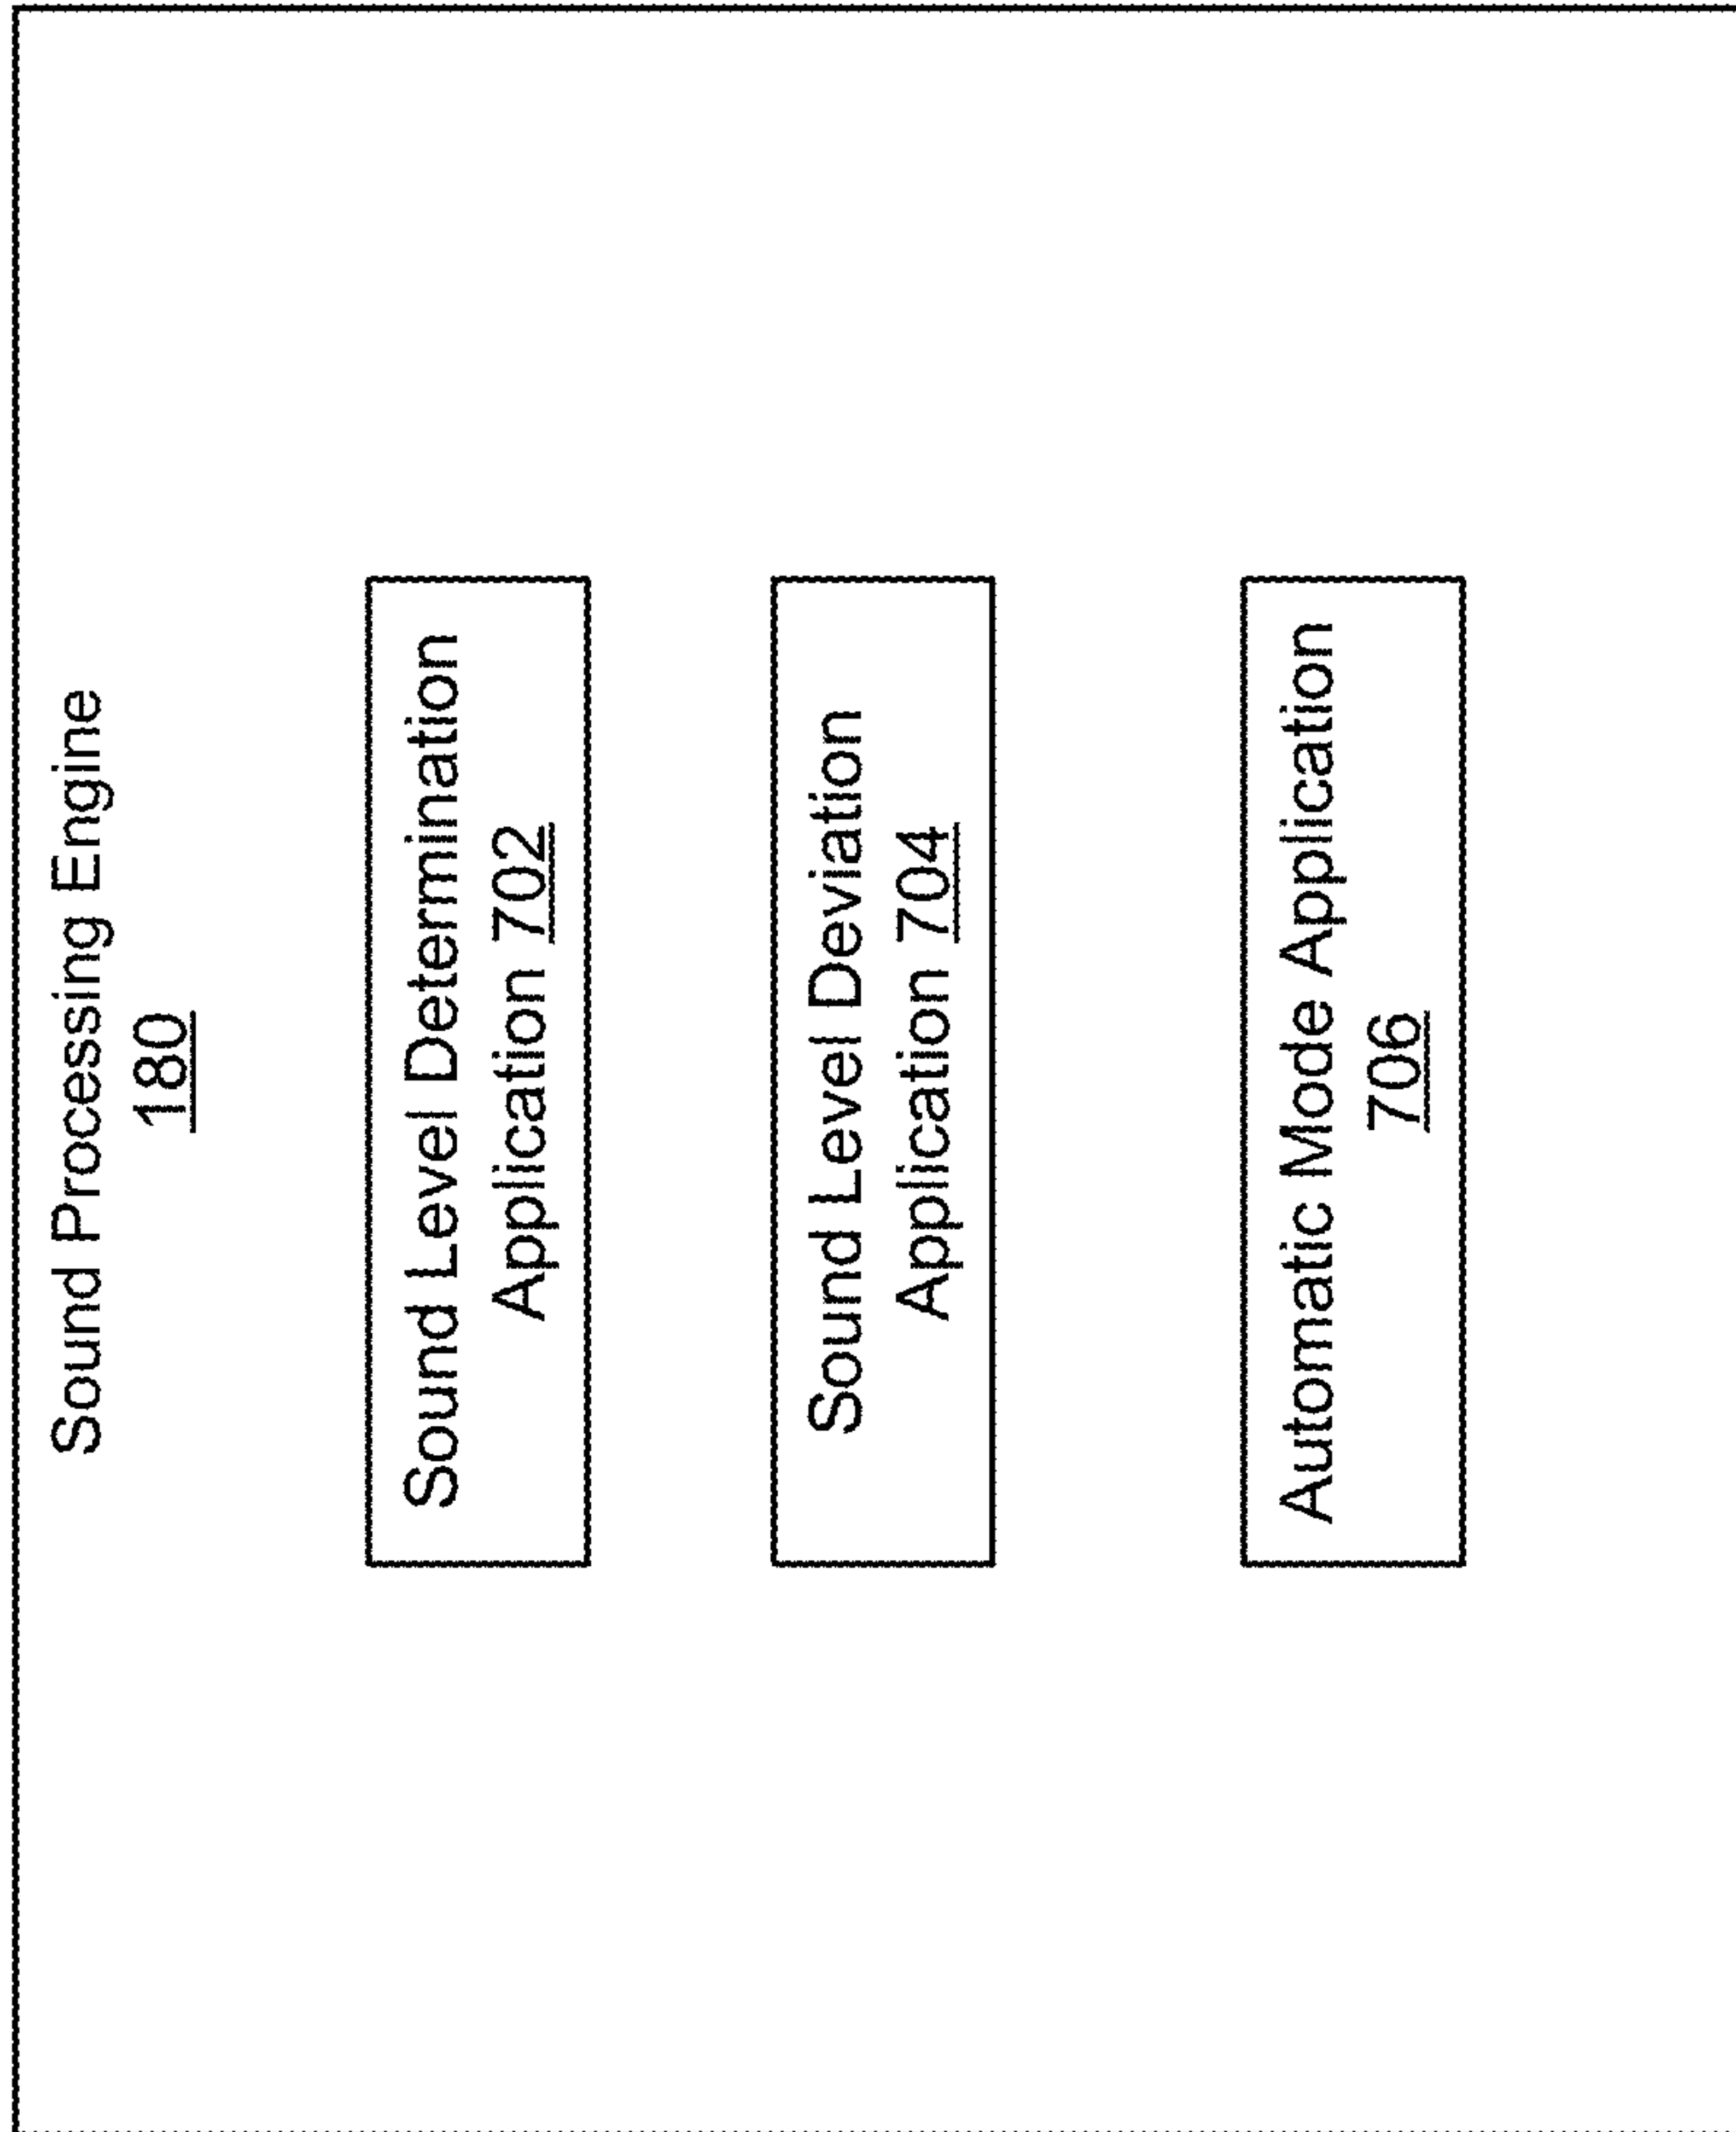 Sound Processing Engine
180
Sound Level Determination
Application 702
Sound Level Deviation
Application 704
Automatic Mode Application
706